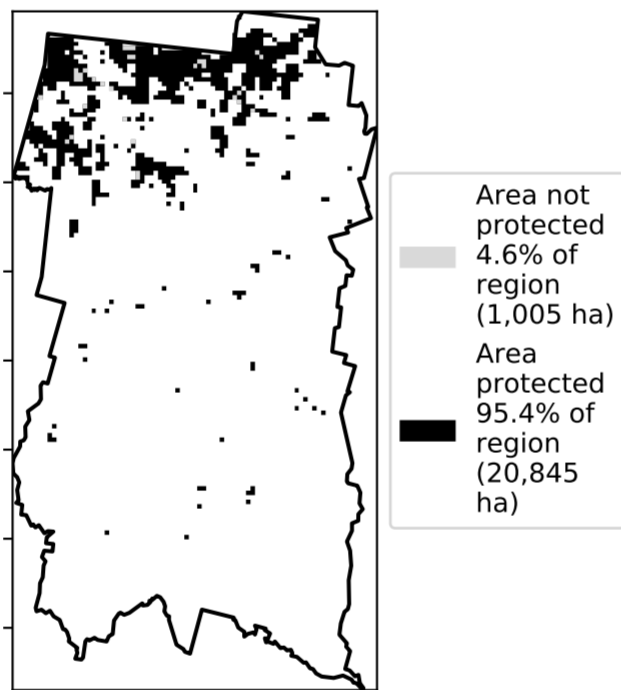 Area not
protected
4.6% of
region
(1,005 ha)
Area
protected
95.4% of
region
(20,845
ha)